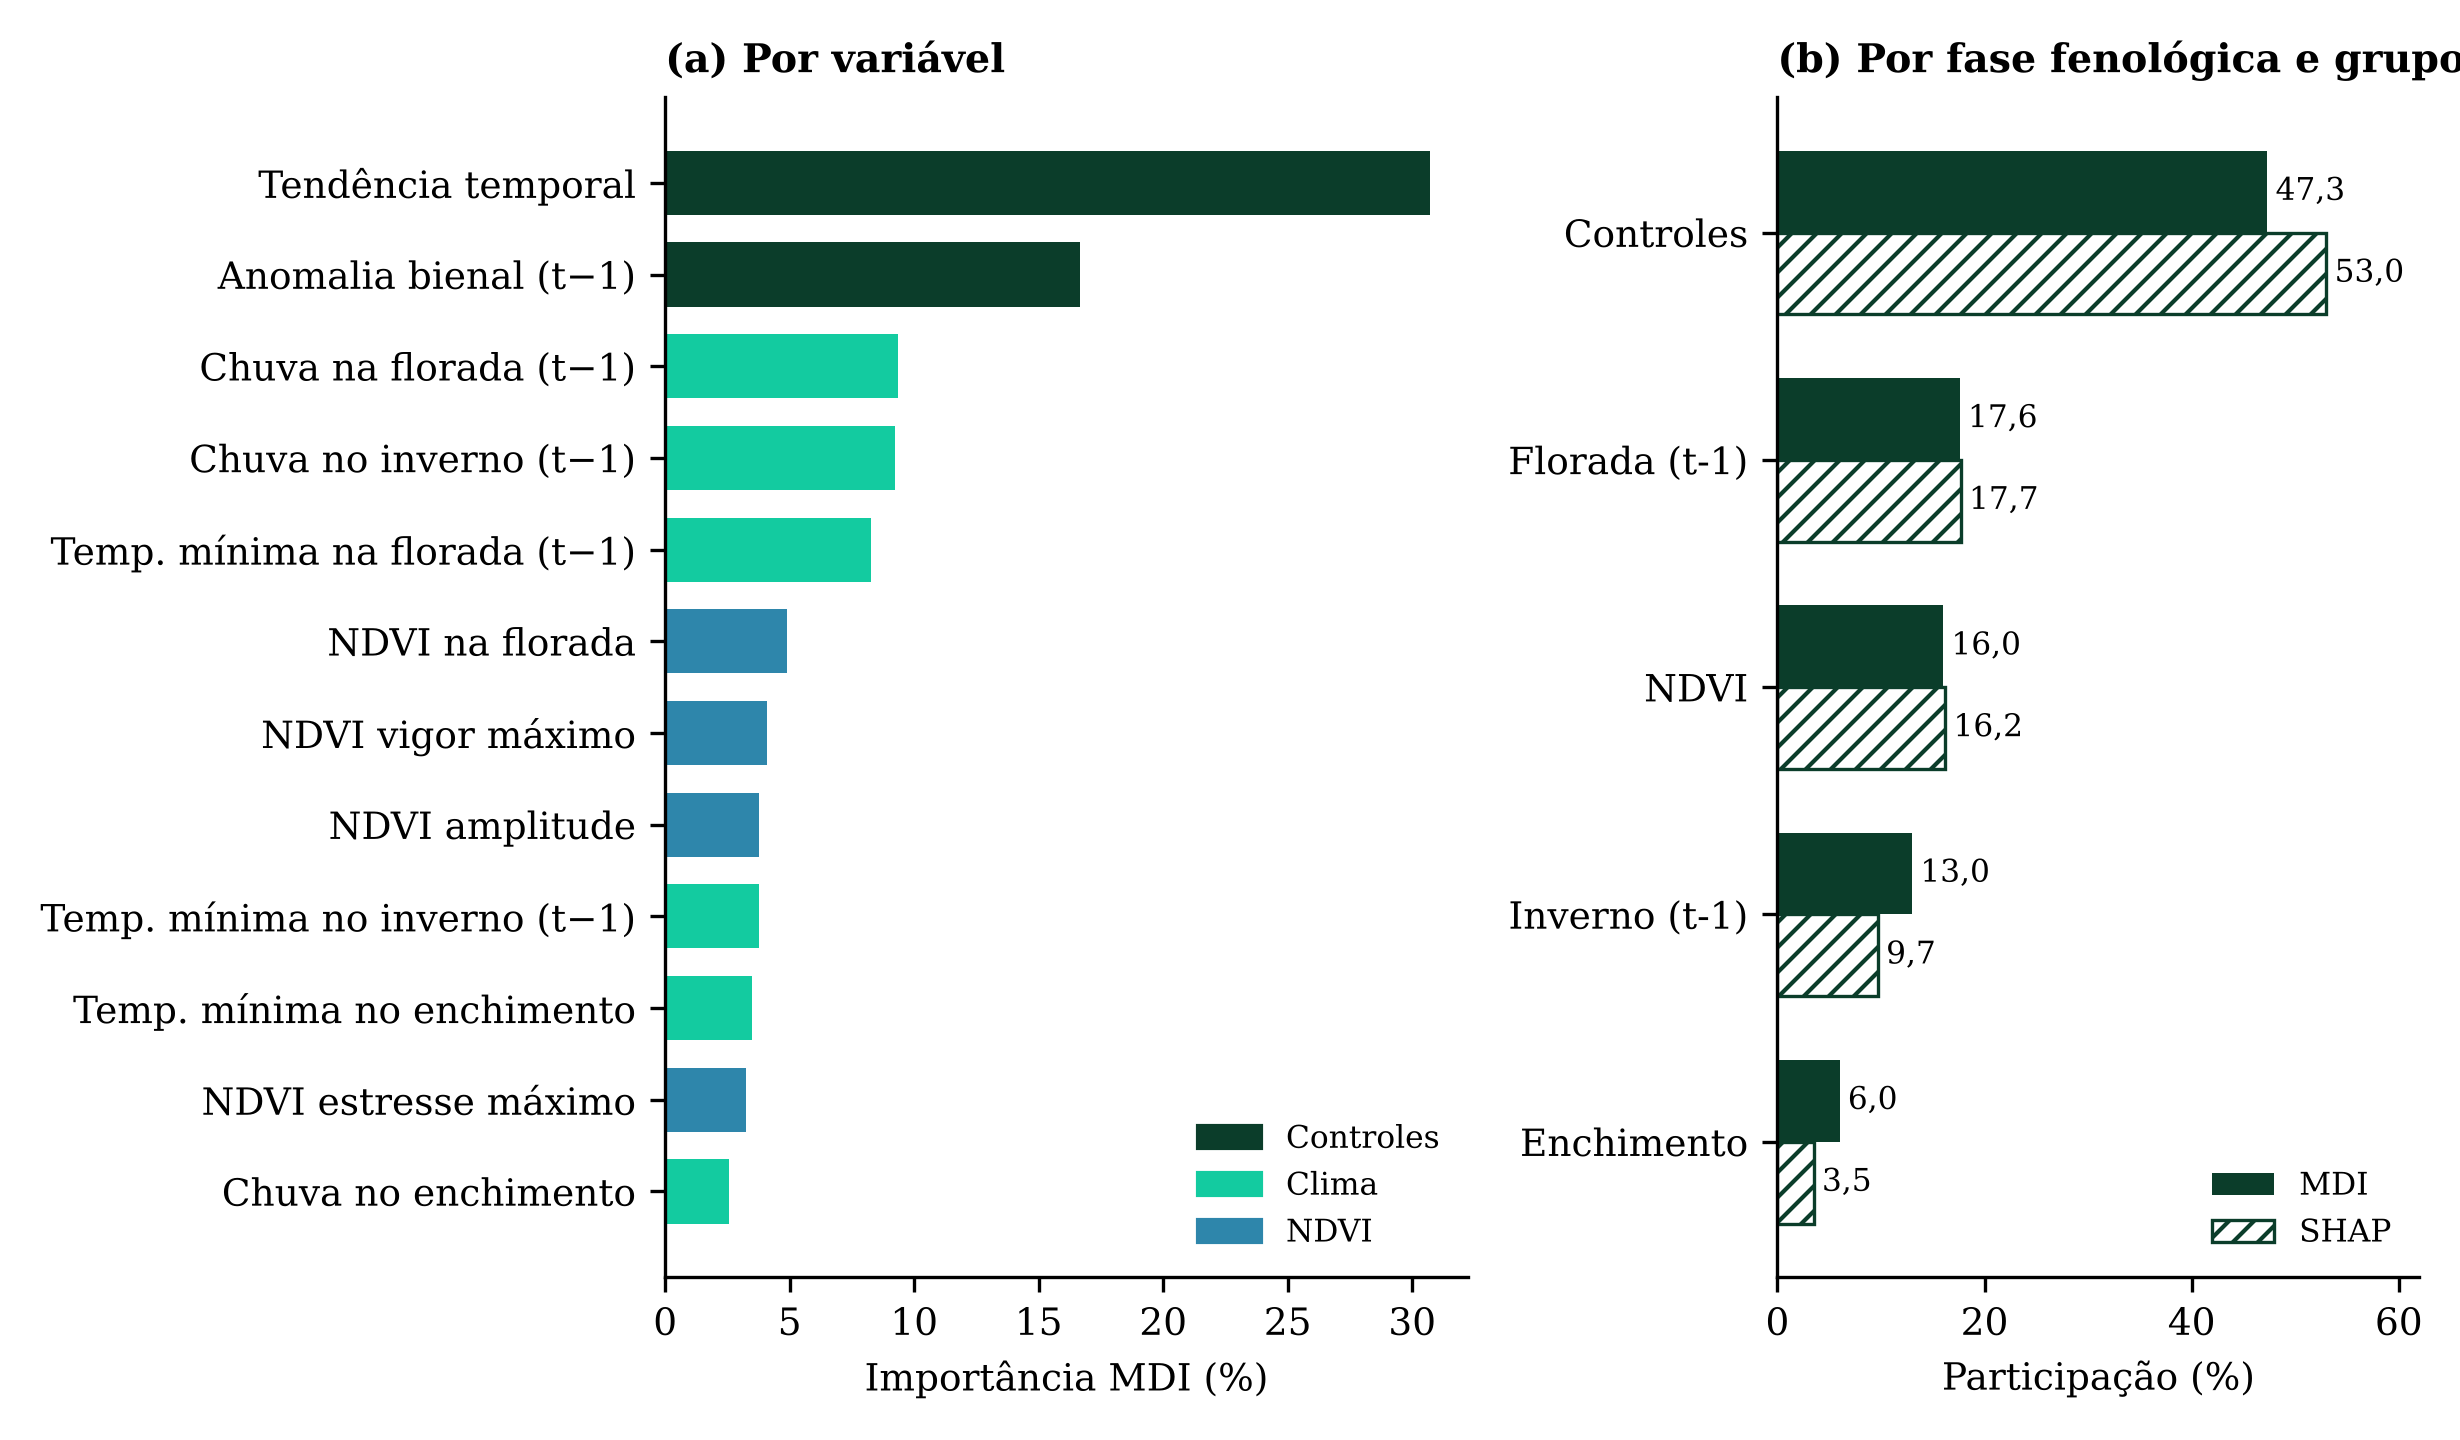 (a) Por variável
Tendência temporal
Anomalia bienal (t−1)
Chuva na florada (t−1)
Chuva no inverno (t−1)
Temp. mínima na florada (t−1)
NDVI na florada
NDVI vigor máximo
NDVI amplitude
Temp. mínima no inverno (t−1)
Temp. mínima no enchimento
NDVI estresse máximo
Chuva no enchimento
Controles
Clima
NDVI
0 5 10 15 20 25 30
Importância MDI (%)
(b) Por fase fenológica e grupo
Controles
47,3
53,0
Florada (t-1)
17,6
17,7
NDVI
16,0
16,2
Inverno (t-1)
13,0
9,7
Enchimento
6,0
3,5
MDI
SHAP
0 20 40 60
Participação (%)